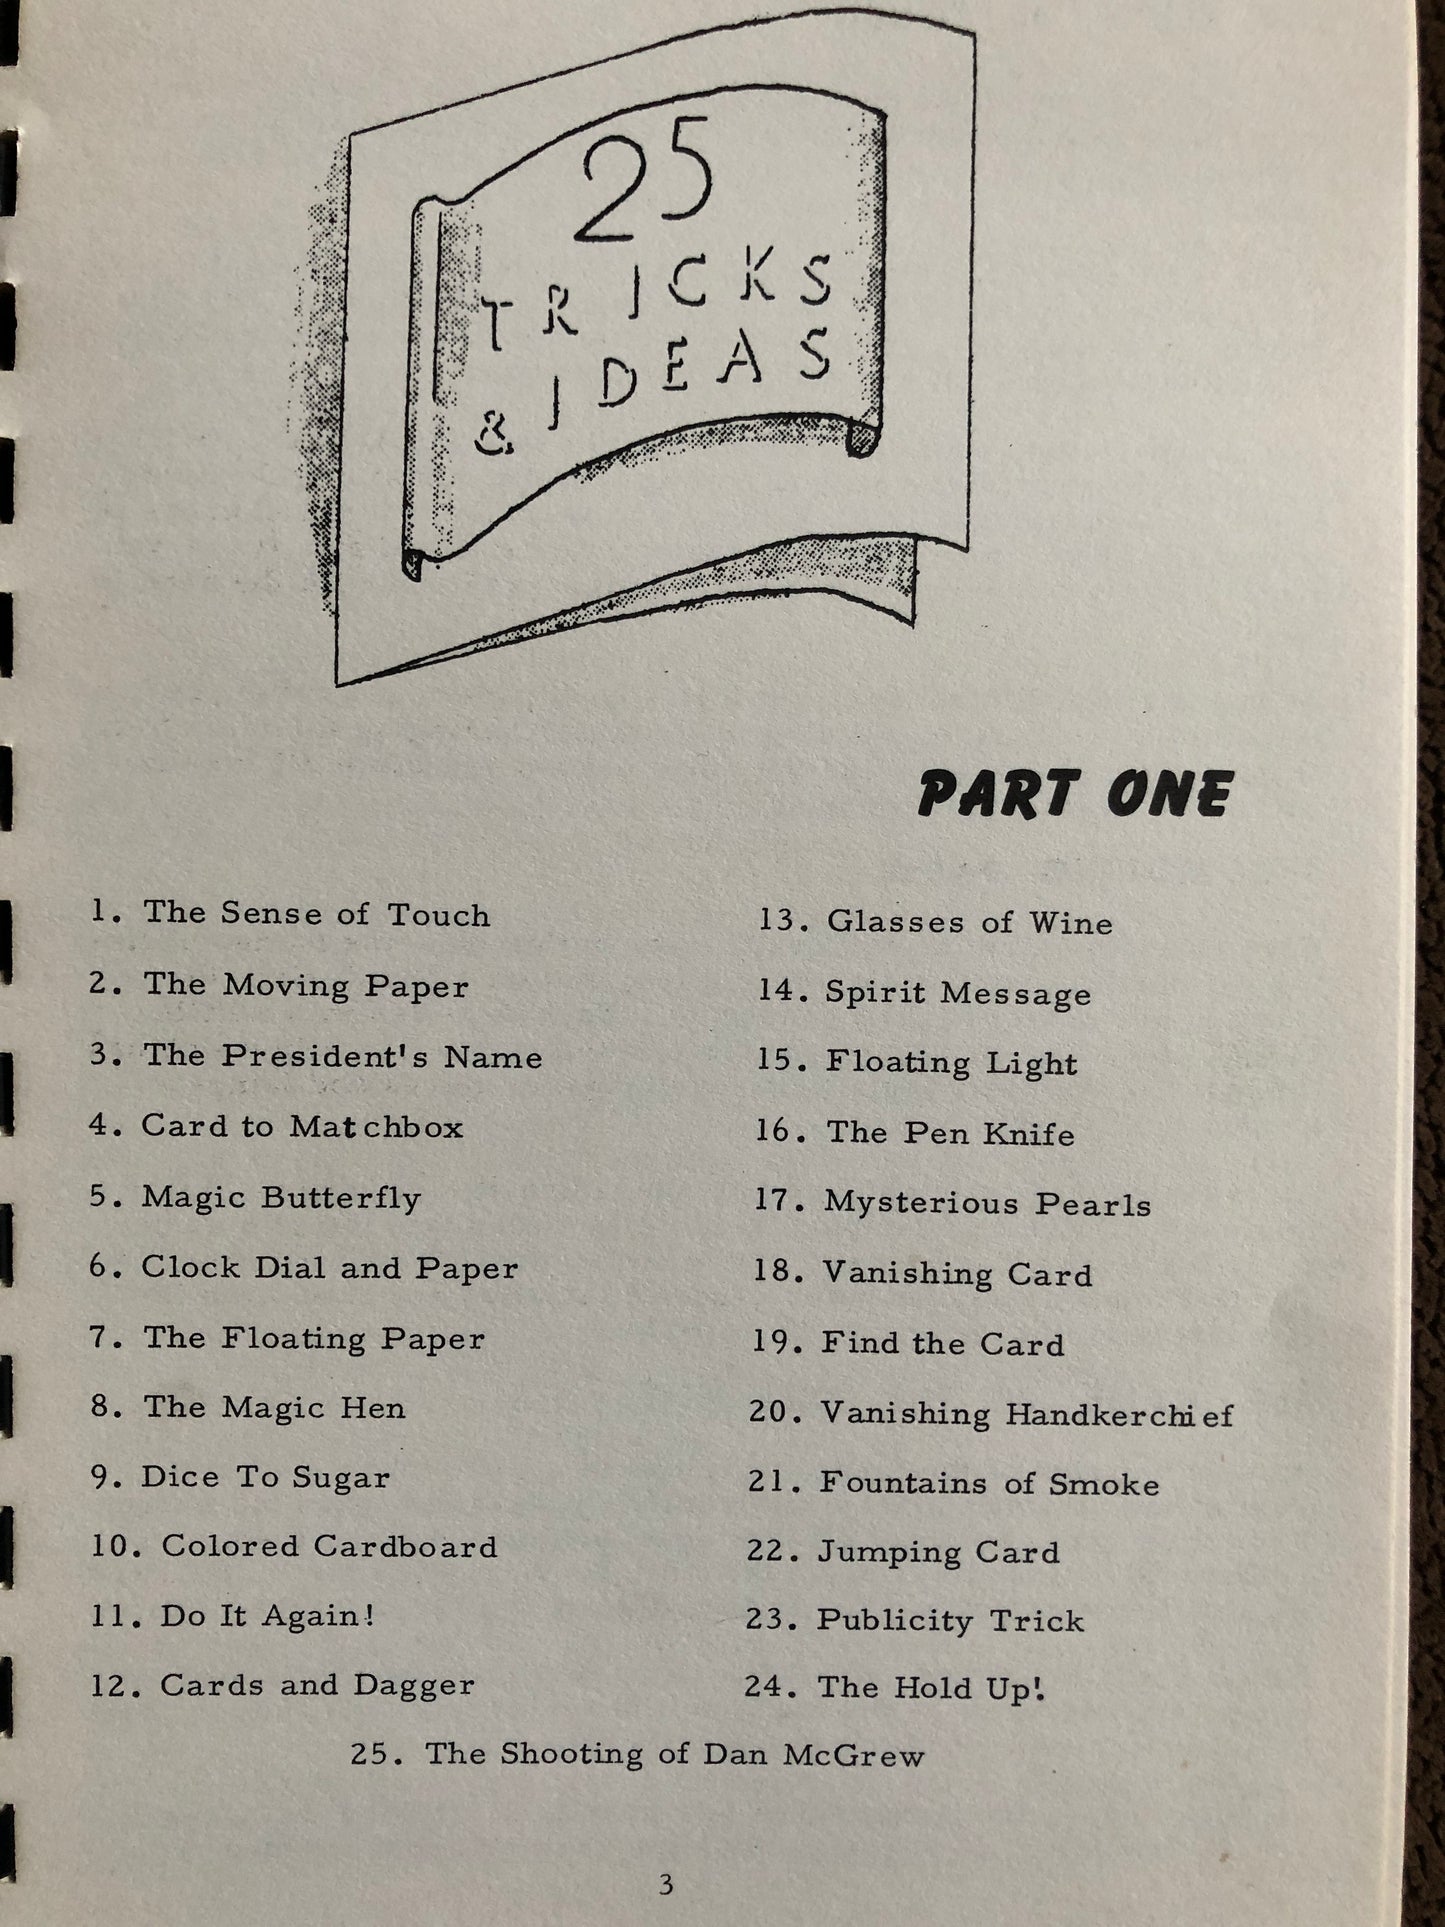 25
TRICKS
& IDEAS
PART ONE
1. The Sense of Touch
2. The Moving Paper
3. The President's Name
4. Card to Matchbox
5. Magic Butterfly
6. Clock Dial and Paper
7. The Floating Paper
8. The Magic Hen
9. Dice To Sugar
10. Colored Cardboard
11. Do It Again!
12. Cards and Dagger
13. Glasses of Wine
14. Spirit Message
15. Floating Light
16. The Pen Knife
17. Mysterious Pearls
18. Vanishing Card
19. Find the Card
20. Vanishing Handkerchief
21. Fountains of Smoke
22. Jumping Card
23. Publicity Trick
24. The Hold Up!
25. The Shooting of Dan McGrew
3